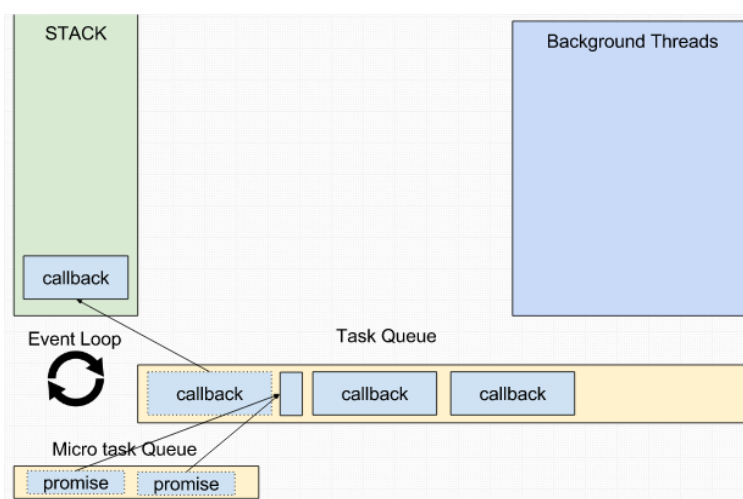 STACK
Background Threads
callback
Event Loop
Task Queue
callback
callback
callback
Micro task Queue
promise
promise